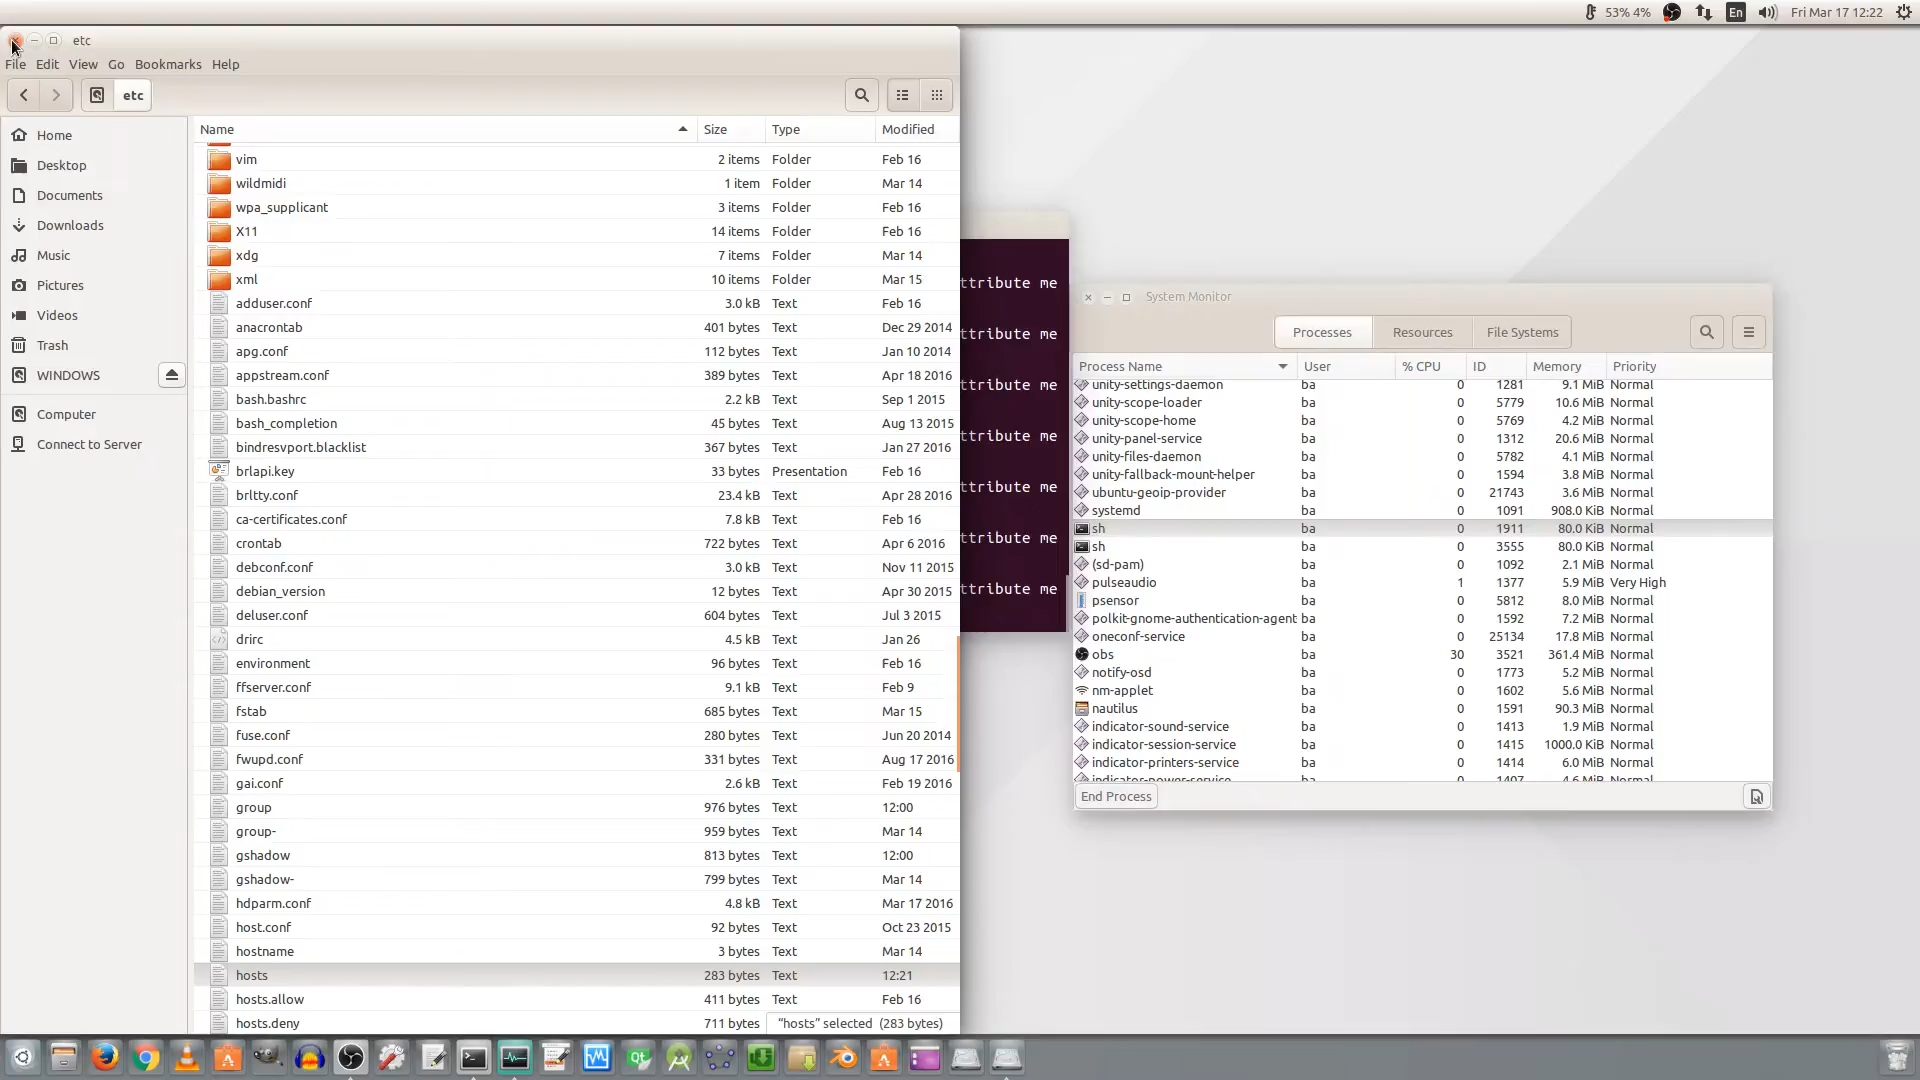 53% 4% En Fri Mar 17 12:22
etc
File Edit View Go Bookmarks Help
etc
Home
Desktop
Documents
Downloads
Music
Pictures
Videos
Trash
WINDOWS
Computer
Connect to Server
Name Size Type Modified
vim 2 items Folder Feb 16
wildmidi 1 item Folder Mar 14
wpa_supplicant 3 items Folder Feb 16
X11 14 items Folder Feb 16
xdg 7 items Folder Mar 14
xml 10 items Folder Mar 15
adduser.conf 3.0 kB Text Feb 16
anacrontab 401 bytes Text Dec 29 2014
apg.conf 112 bytes Text Jan 10 2014
appstream.conf 389 bytes Text Apr 18 2016
bash.bashrc 2.2 kB Text Sep 1 2015
bash_completion 45 bytes Text Aug 13 2015
bindresvport.blacklist 367 bytes Text Jan 27 2016
brlapi.key 33 bytes Presentation Feb 16
brltty.conf 23.4 kB Text Apr 28 2016
ca-certificates.conf 7.8 kB Text Feb 16
crontab 722 bytes Text Apr 6 2016
debconf.conf 3.0 kB Text Nov 11 2015
debian_version 12 bytes Text Apr 30 2015
deluser.conf 604 bytes Text Jul 3 2015
drirc 4.5 kB Text Jan 26
environment 96 bytes Text Feb 16
ffserver.conf 9.1 kB Text Feb 9
fstab 685 bytes Text Mar 15
fuse.conf 280 bytes Text Jun 20 2014
fwupd.conf 331 bytes Text Aug 17 2016
gai.conf 2.6 kB Text Feb 19 2016
group 976 bytes Text 12:00
group- 959 bytes Text Mar 14
gshadow 813 bytes Text 12:00
gshadow- 799 bytes Text Mar 14
hdparm.conf 4.8 kB Text Mar 17 2016
host.conf 92 bytes Text Oct 23 2015
hostname 3 bytes Text Mar 14
hosts 283 bytes Text 12:21
hosts.allow 411 bytes Text Feb 16
hosts.deny 711 bytes
"hosts" selected (283 bytes)
ttribute me
ttribute me
ttribute me
ttribute me
ttribute me
ttribute me
ttribute me
System Monitor
Processes Resources File Systems
Process Name User % CPU ID Memory Priority
unity-settings-daemon ba 0 1281 9.1 MiB Normal
unity-scope-loader ba 0 5779 10.6 MiB Normal
unity-scope-home ba 0 5769 4.2 MiB Normal
unity-panel-service ba 0 1312 20.6 MiB Normal
unity-files-daemon ba 0 5782 4.1 MiB Normal
unity-fallback-mount-helper ba 0 1594 3.8 MiB Normal
ubuntu-geoip-provider ba 0 21743 3.6 MiB Normal
systemd ba 0 1091 908.0 KiB Normal
sh ba 0 1911 80.0 KiB Normal
sh ba 0 3555 80.0 KiB Normal
(sd-pam) ba 0 1092 2.1 MiB Normal
pulseaudio ba 1 1377 5.9 MiB Very High
psensor ba 0 5812 8.0 MiB Normal
polkit-gnome-authentication-agent ba 0 1592 7.2 MiB Normal
oneconf-service ba 0 25134 17.8 MiB Normal
obs ba 30 3521 361.4 MiB Normal
notify-osd ba 0 1773 5.2 MiB Normal
nm-applet ba 0 1602 5.6 MiB Normal
nautilus ba 0 1591 90.3 MiB Normal
indicator-sound-service ba 0 1413 1.9 MiB Normal
indicator-session-service ba 0 1415 1000.0 KiB Normal
indicator-printers-service ba 0 1414 6.0 MiB Normal
indicator-power-service ba 0 1407 4.6 MiB Normal
End Process